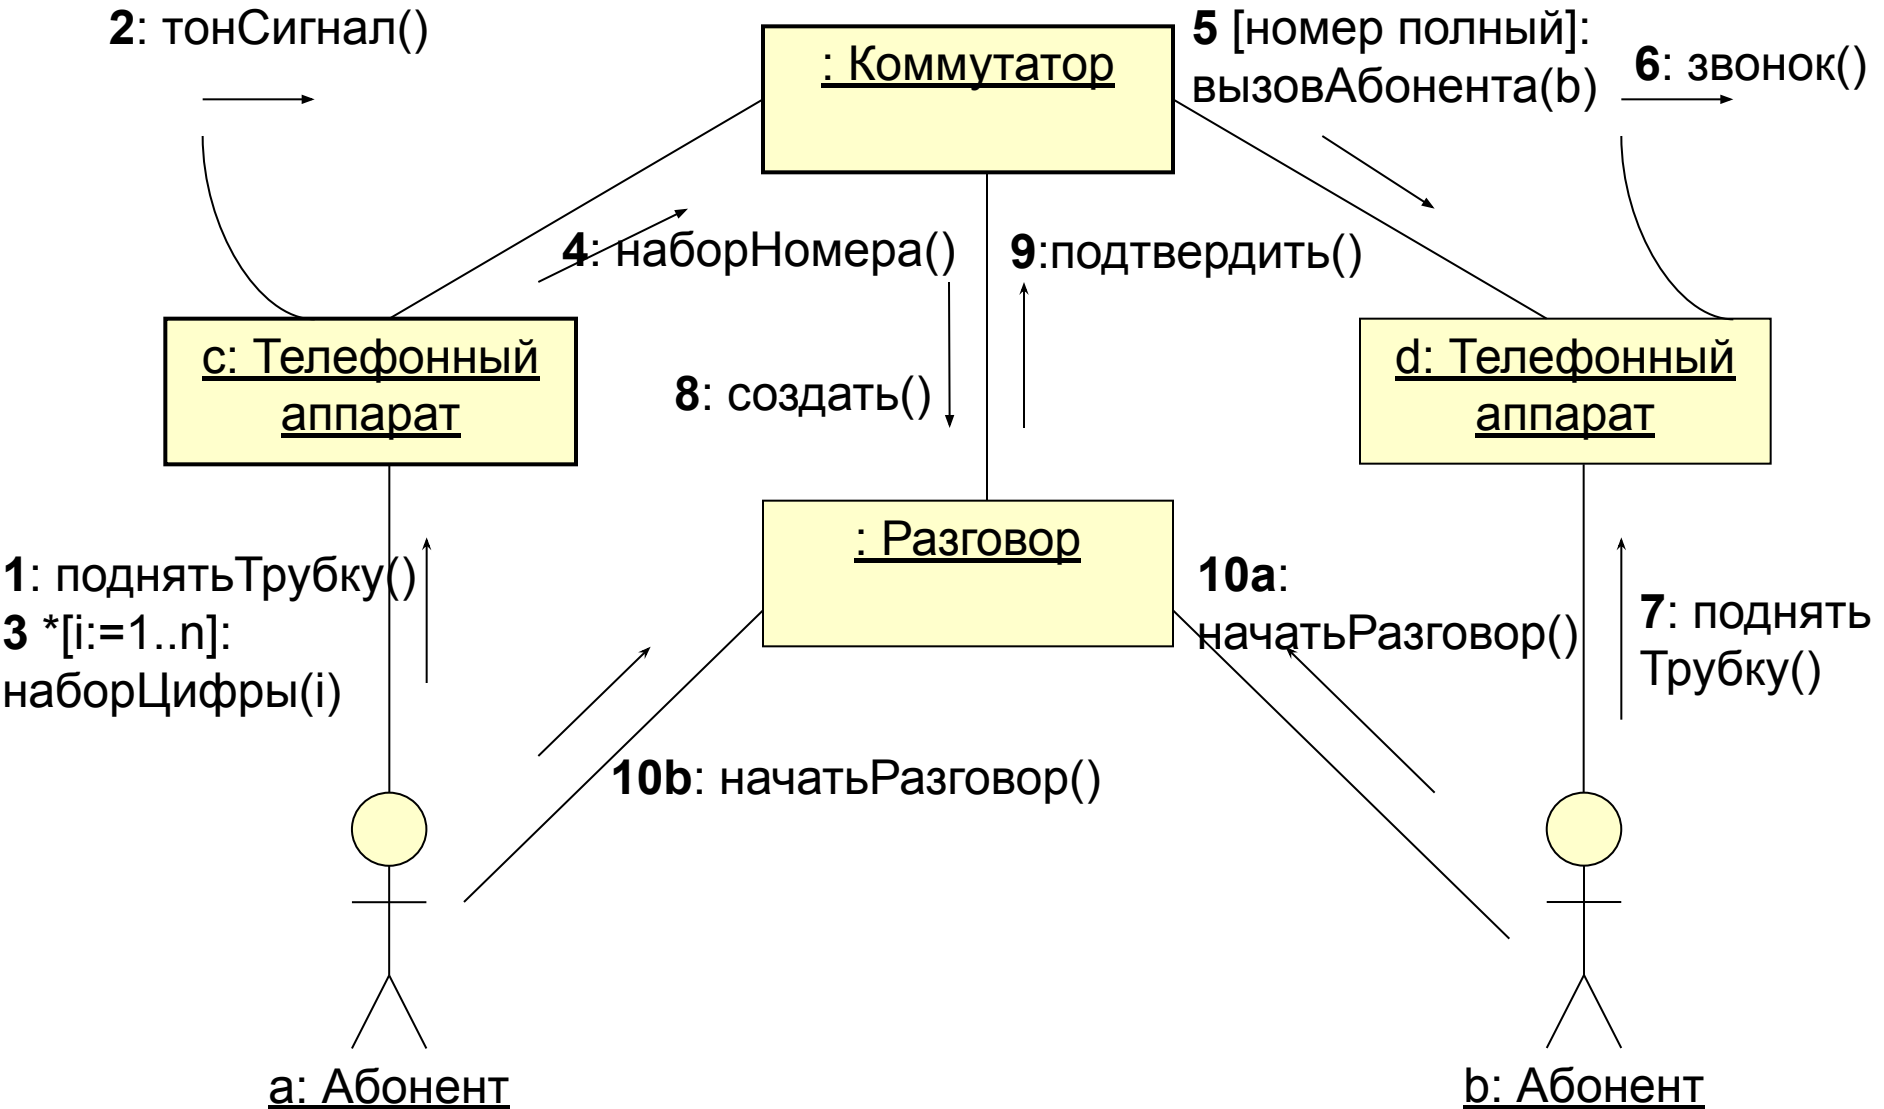 2: тонСигнал()
: Коммутатор
5 [номер полный]:
вызовАбонента(b)
6: звонок()
4: наборНомера()
9:подтвердить()
c: Телефонный
аппарат
8: создать()
d: Телефонный
аппарат
: Разговор
1: поднятьТрубку()
3 *[i:=1..n]:
наборЦифры(i)
10a:
начатьРазговор()
7: поднять
Трубку()
10b: начатьРазговор()
a: Абонент
b: Абонент